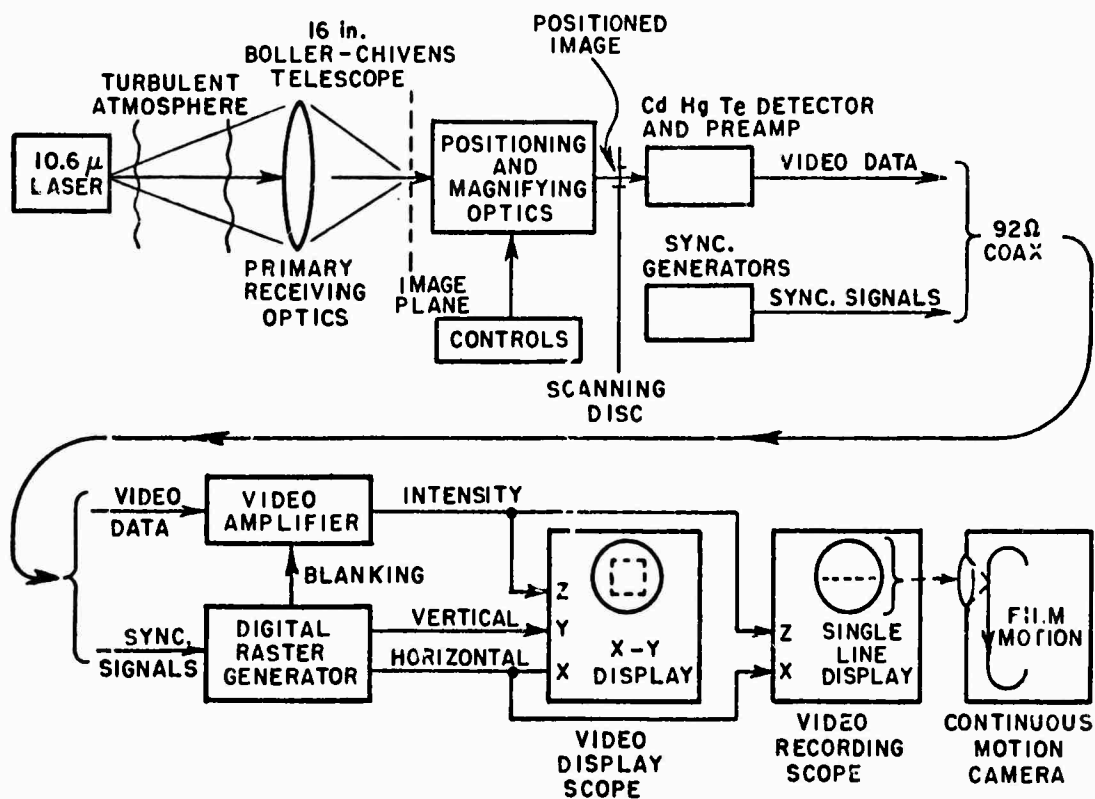 16 in.
BOLLER-CHIVENS
TELESCOPE
TURBULENT
ATMOSPHERE
10.6 μ
LASER
PRIMARY
RECEIVING
OPTICS
IMAGE
PLANE
POSITIONING
AND
MAGNIFYING
OPTICS
CONTROLS
POSITIONED
IMAGE
SCANNING
DISC
Cd Hg Te DETECTOR
AND PREAMP
VIDEO DATA
SYNC.
GENERATORS
SYNC. SIGNALS
92Ω
COAX
VIDEO
DATA
VIDEO
AMPLIFIER
INTENSITY
BLANKING
SYNC.
SIGNALS
DIGITAL
RASTER
GENERATOR
VERTICAL
HORIZONTAL
Z
Y
X
X-Y
DISPLAY
VIDEO
DISPLAY
SCOPE
Z
X
SINGLE
LINE
DISPLAY
VIDEO
RECORDING
SCOPE
FILM
MOTION
CONTINUOUS
MOTION
CAMERA